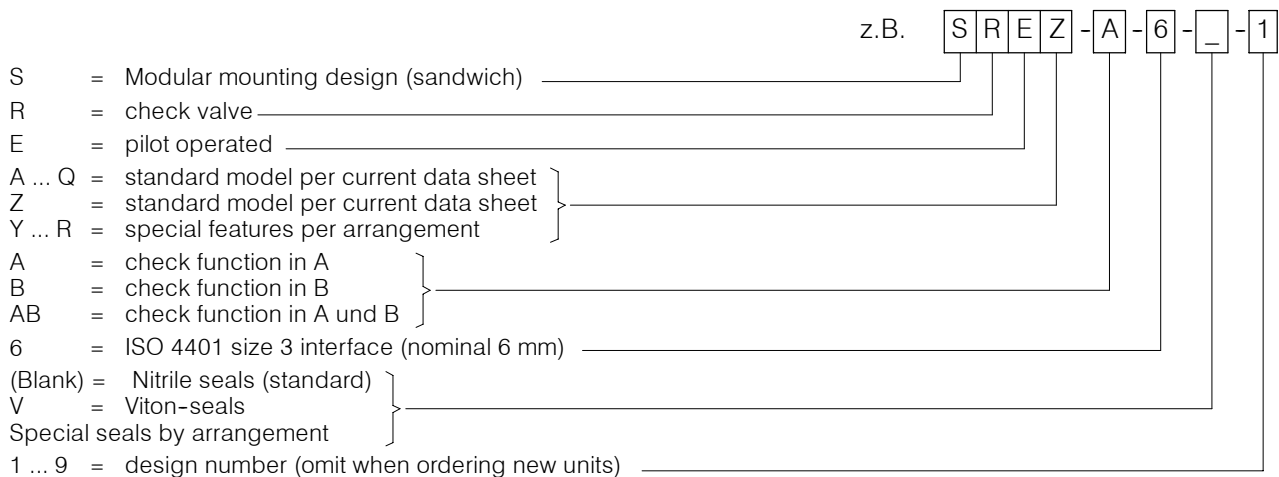 z.B. S R E Z - A - 6 - _ - 1
S = Modular mounting design (sandwich)
R = check valve
E = pilot operated
A ... Q = standard model per current data sheet
Z = standard model per current data sheet
Y ... R = special features per arrangement
A = check function in A
B = check function in B
AB = check function in A und B
6 = ISO 4401 size 3 interface (nominal 6 mm)
(Blank) = Nitrile seals (standard)
V = Viton-seals
Special seals by arrangement
1 ... 9 = design number (omit when ordering new units)